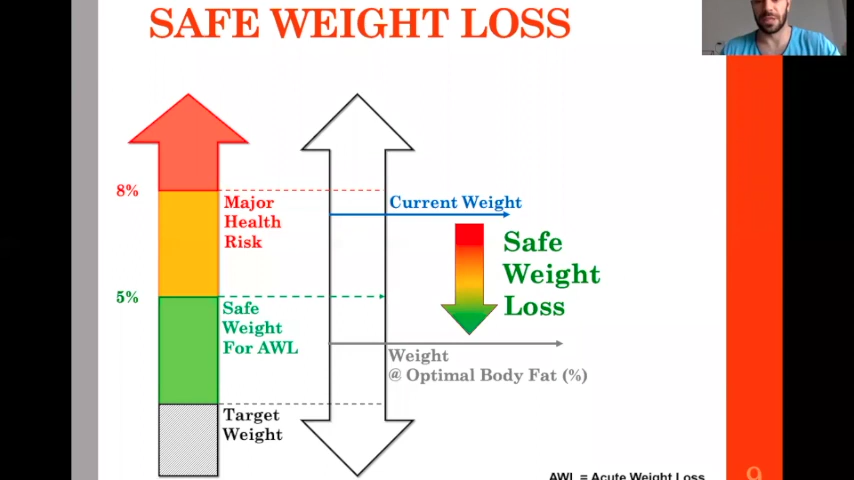 SAFE WEIGHT LOSS
8%
Major
Health
Risk
Current Weight
Safe
Weight
Loss
5%
Safe
Weight
For AWL
Weight
@ Optimal Body Fat (%)
Target
Weight
AWL = Acute Weight Loss
9